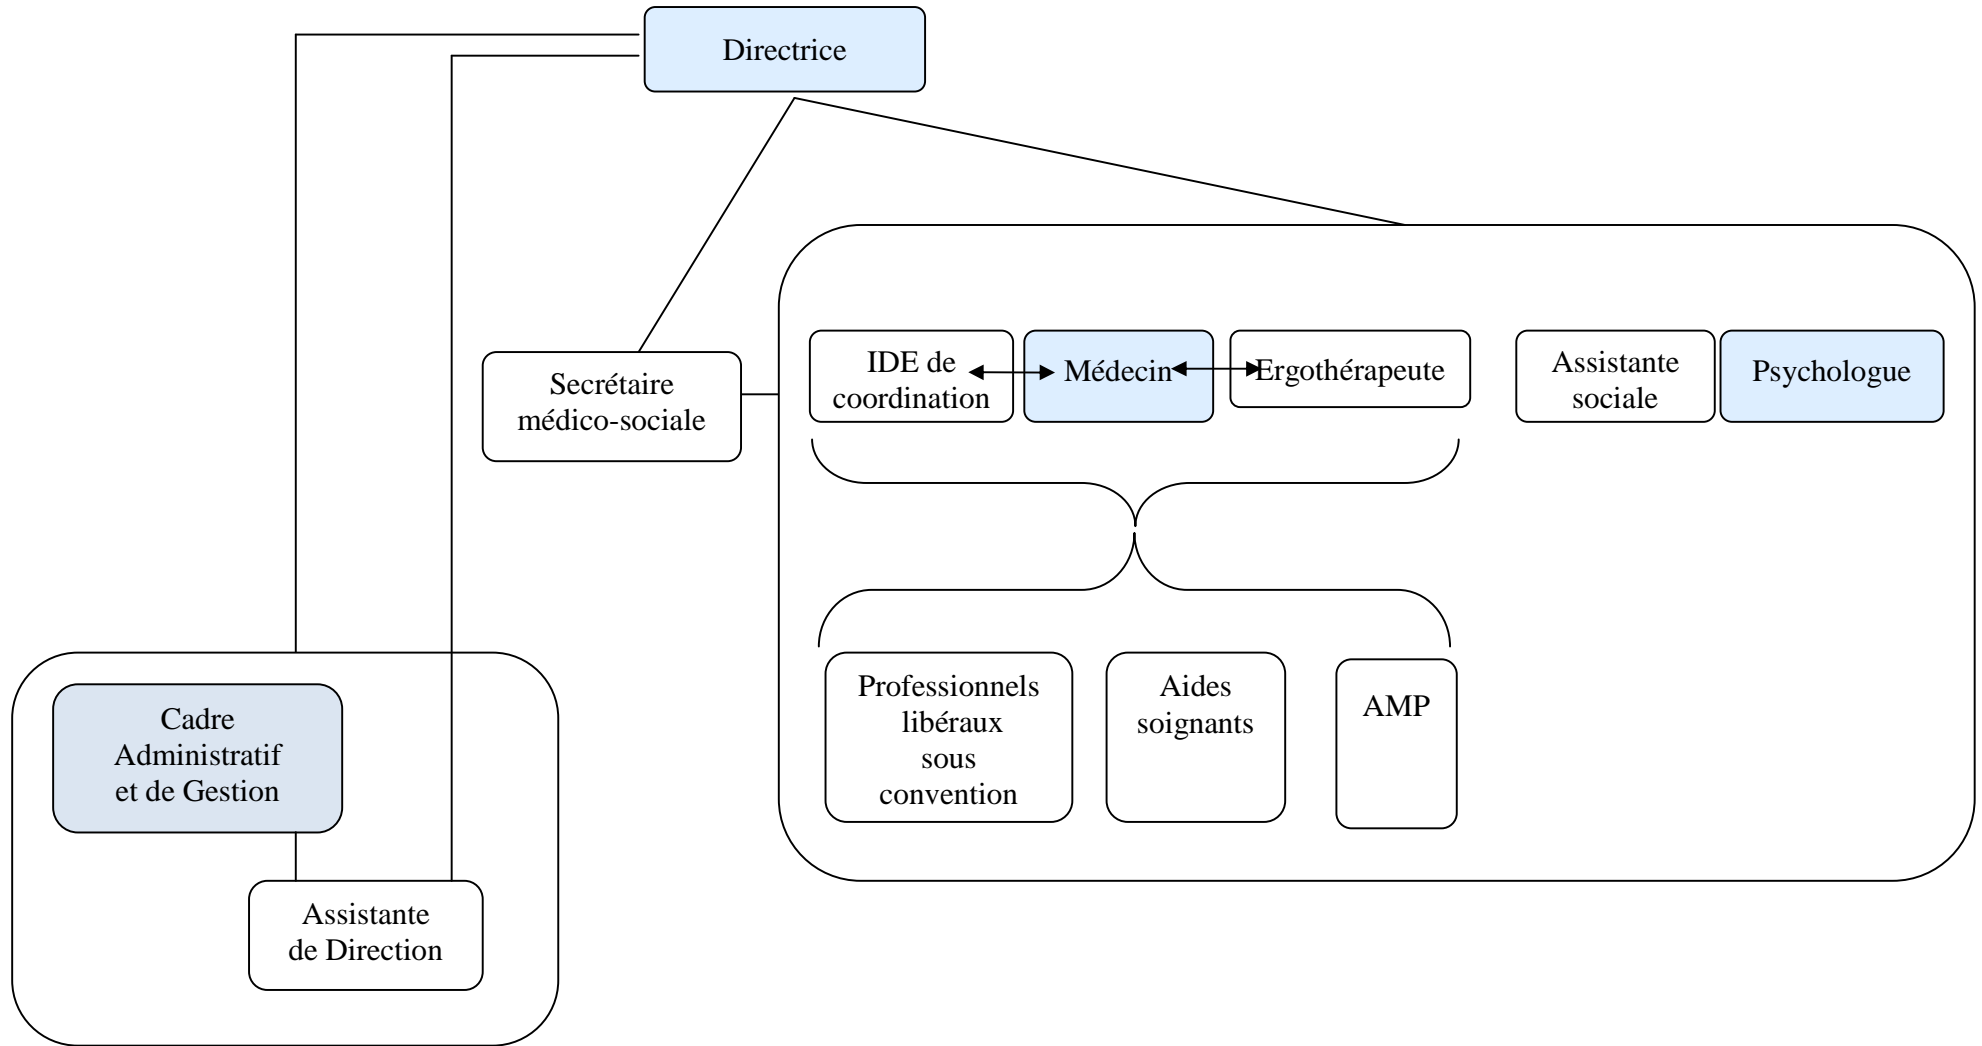 Directrice
Secrétaire
médico-sociale
IDE de
coordination
Médecin
Ergothérapeute
Assistante
sociale
Psychologue
Professionnels
libéraux
sous
convention
Aides
soignants
AMP
Cadre
Administratif
et de Gestion
Assistante
de Direction